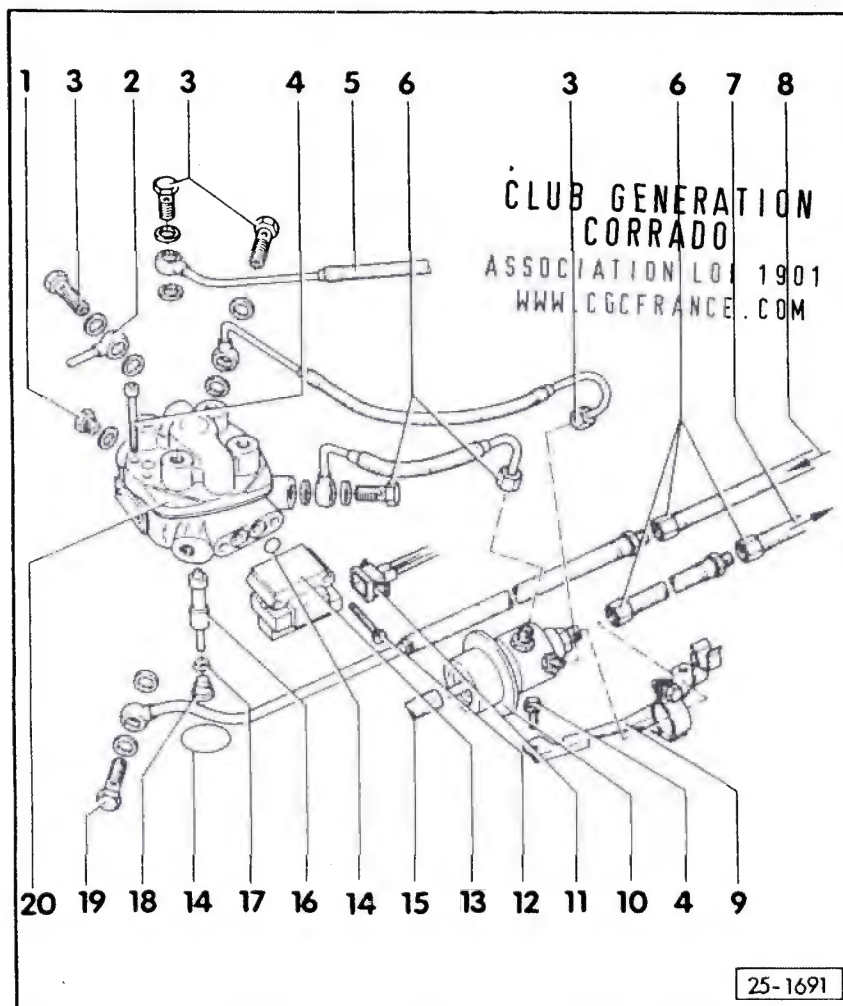 1 3 2 3 4 5 6 3 6 7 8
CLUB GENERATION
CORRADO
ASSOCIATION LOI 1901
WWW.CGCFRANCE.COM
20 19 18 14 17 16 14 15 13 12 11 10 4 9
25-1691